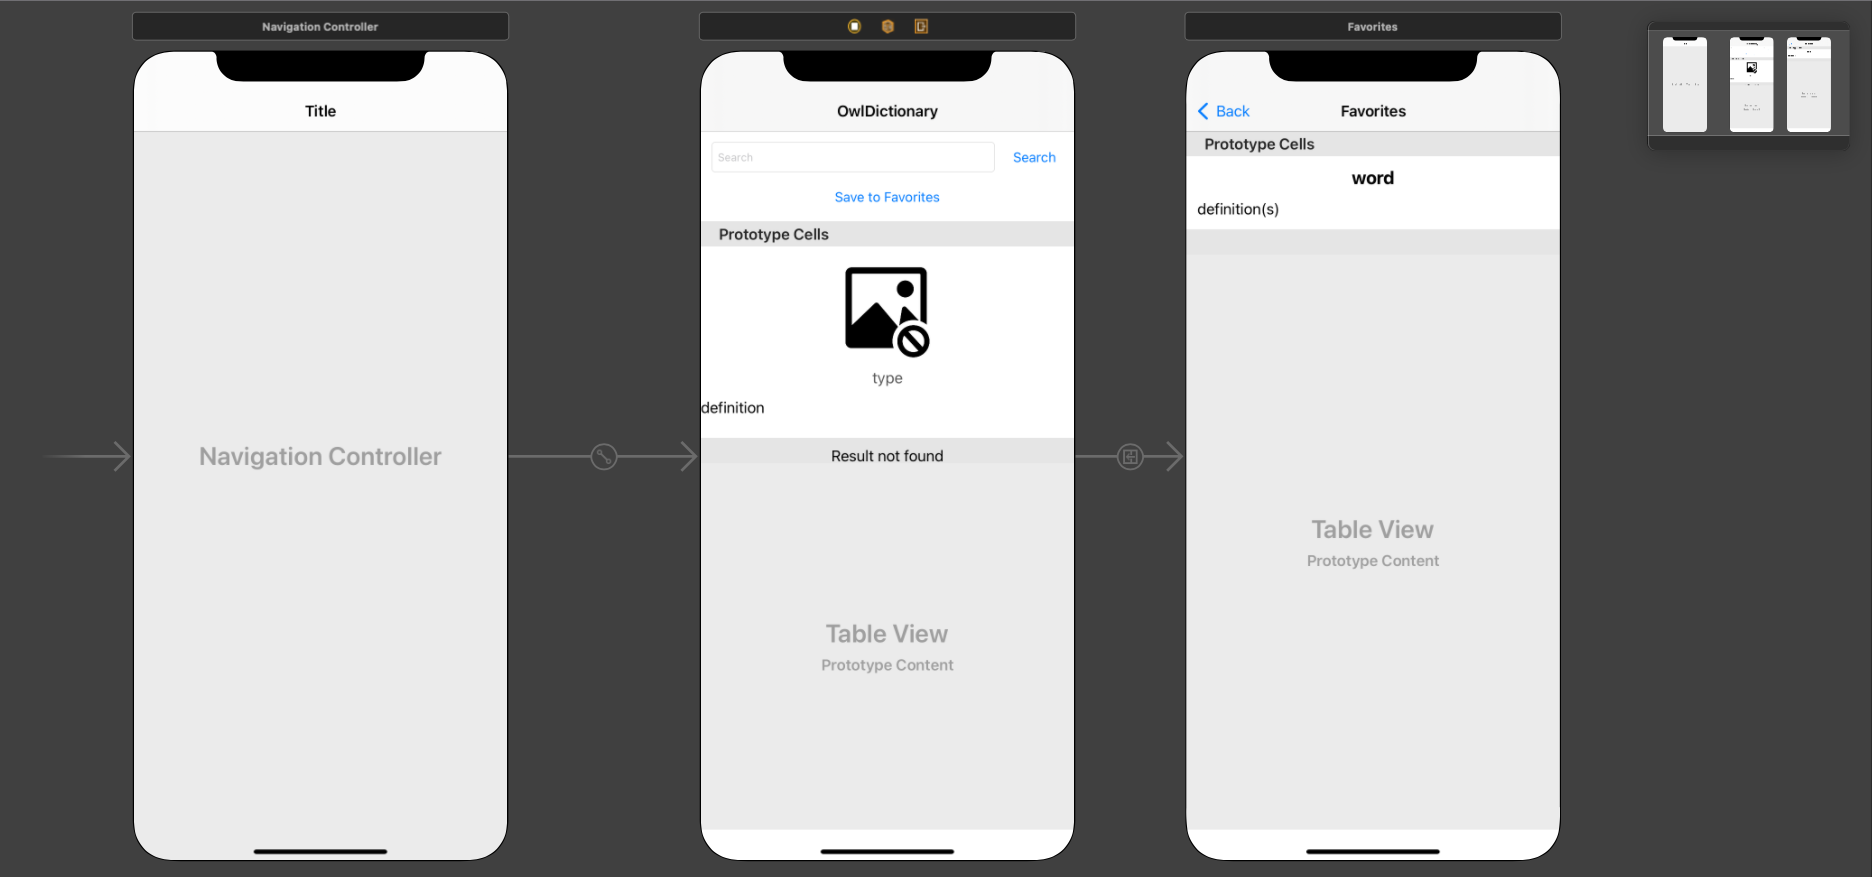 Navigation Controller
Title
Navigation Controller
OwlDictionary
Search
Search
Save to Favorites
Prototype Cells
type
definition
Result not found
Table View
Prototype Content
Favorites
Back
Favorites
Prototype Cells
word
definition(s)
Table View
Prototype Content